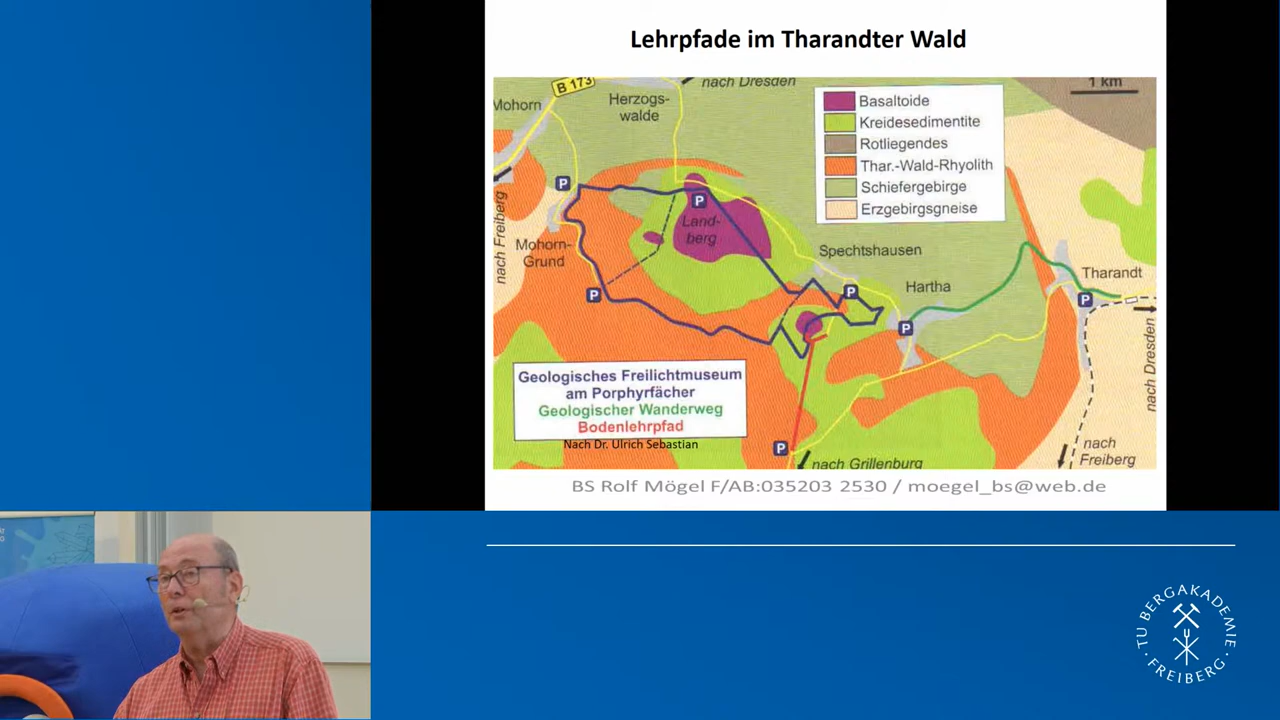 Lehrpfade im Tharandter Wald
nach Dresden
1 km
B 173
Mohorn
Herzogs-
walde
Basaltoide
Kreidesedimentite
Rotliegendes
Thar.-Wald-Rhyolith
Schiefergebirge
Erzgebirgsgneise
P
P
nach Freiberg
Land-
berg
Mohorn-
Grund
Spechtshausen
Tharandt
Hartha
P
P
P
P
nach Dresden
Geologisches Freilichtmuseum
am Porphyrfächer
Geologischer Wanderweg
Bodenlehrpfad
Nach Dr. Ulrich Sebastian
P
nach Grillenburg
nach
Freiberg
BS Rolf Mögel F/AB:035203 2530 / moegel_bs@web.de
TU BERGAKADEMIE
· FREIBERG ·